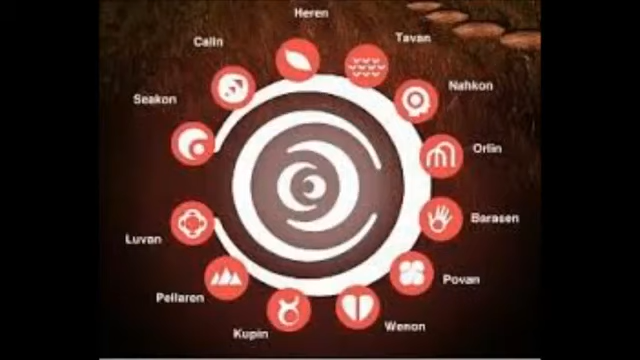 Heren
Calin
Tavan
Seakon
Nahkon
Orlin
Barasen
Luvan
Povan
Pellaren
Kupin
Wenon